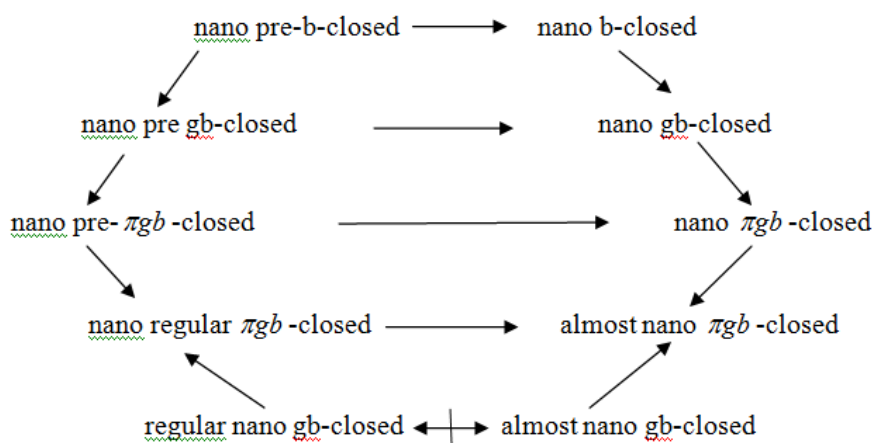 nano pre-b-closed nano b-closed
nano pre gb-closed nano gb-closed
nano pre- πgb -closed nano πgb -closed
nano regular πgb -closed almost nano πgb -closed
regular nano gb-closed almost nano gb-closed